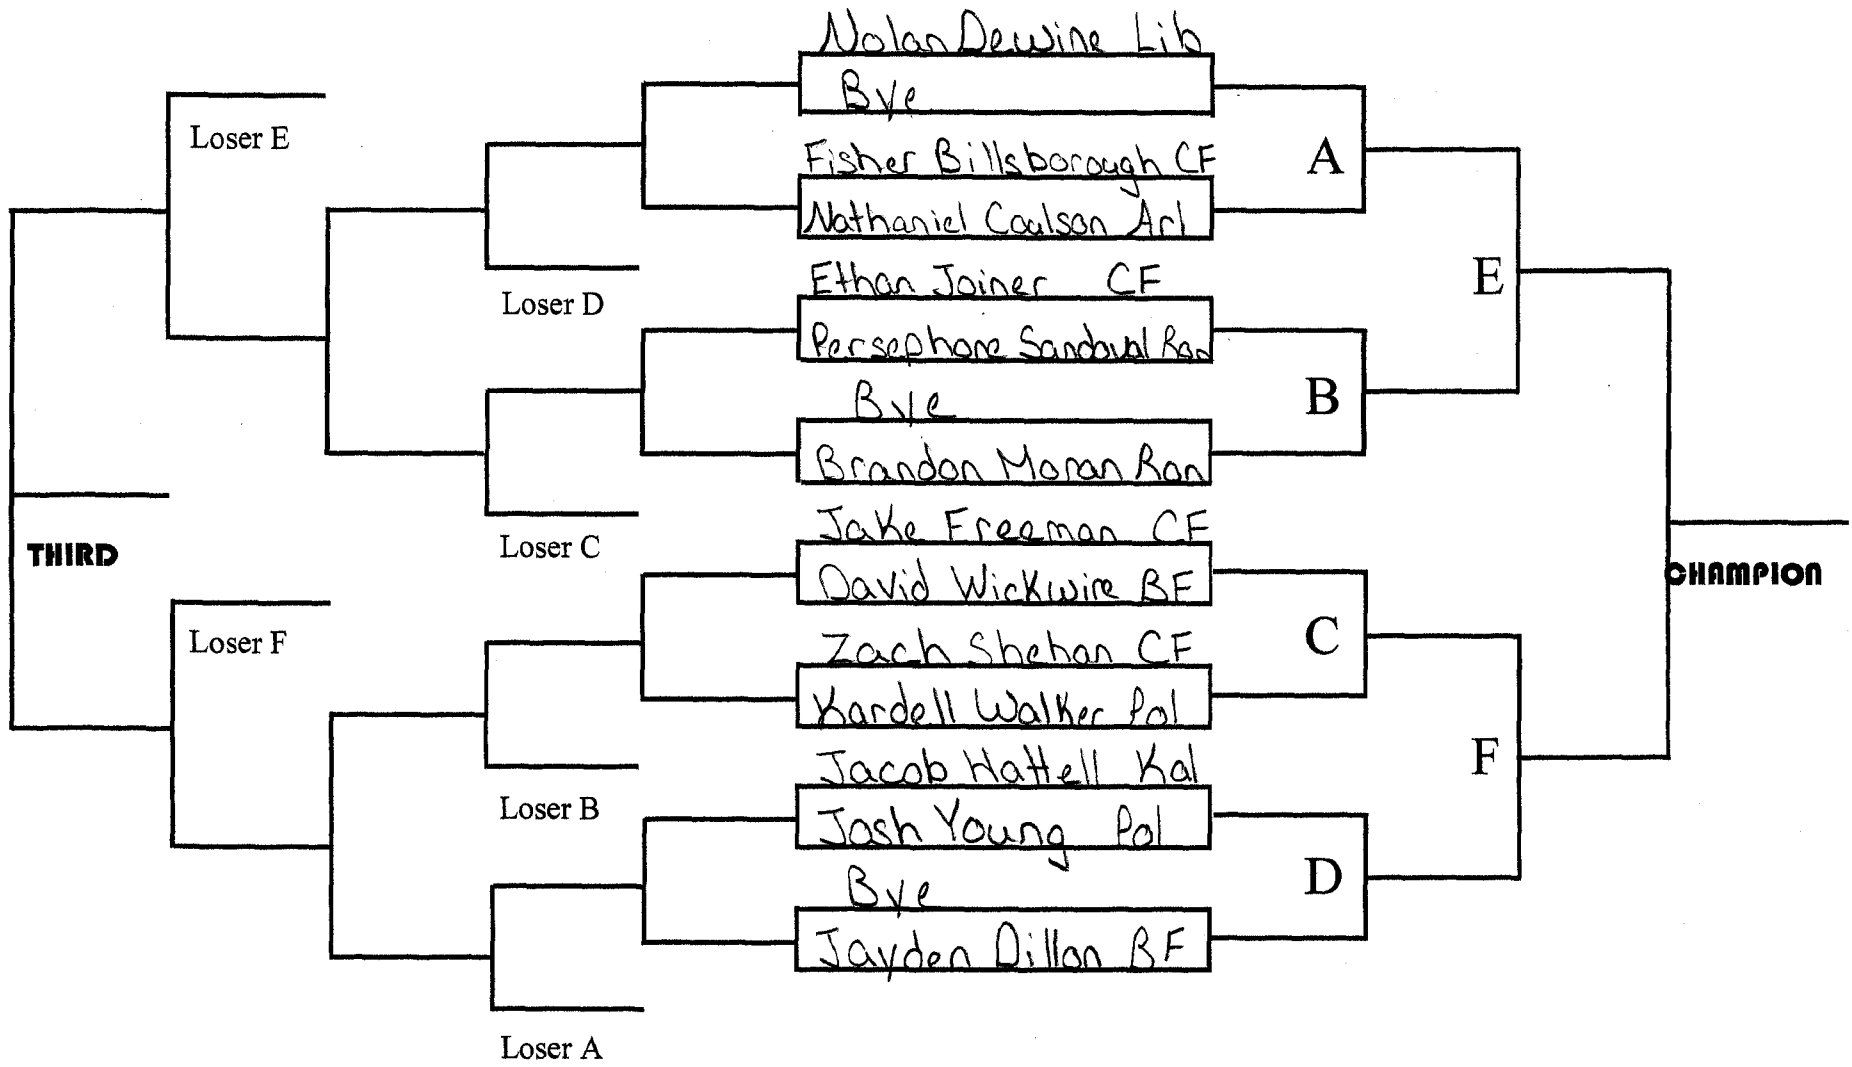 Nolan Dewine Lib
Bye
Fisher Billsborough CF
Nathaniel Coulson Arl
Ethan Joiner CF
Persephone Sandoval Ron
Bye
Brandon Moran Ron
Jake Freeman CF
David Wickwire BF
Zach Shehan CF
Kardell Walker Pol
Jacob Hattell Kal
Josh Young Pol
Bye
Jayden Dillon BF
A
B
C
D
E
F
CHAMPION
Loser E
Loser D
Loser C
THIRD
Loser F
Loser B
Loser A